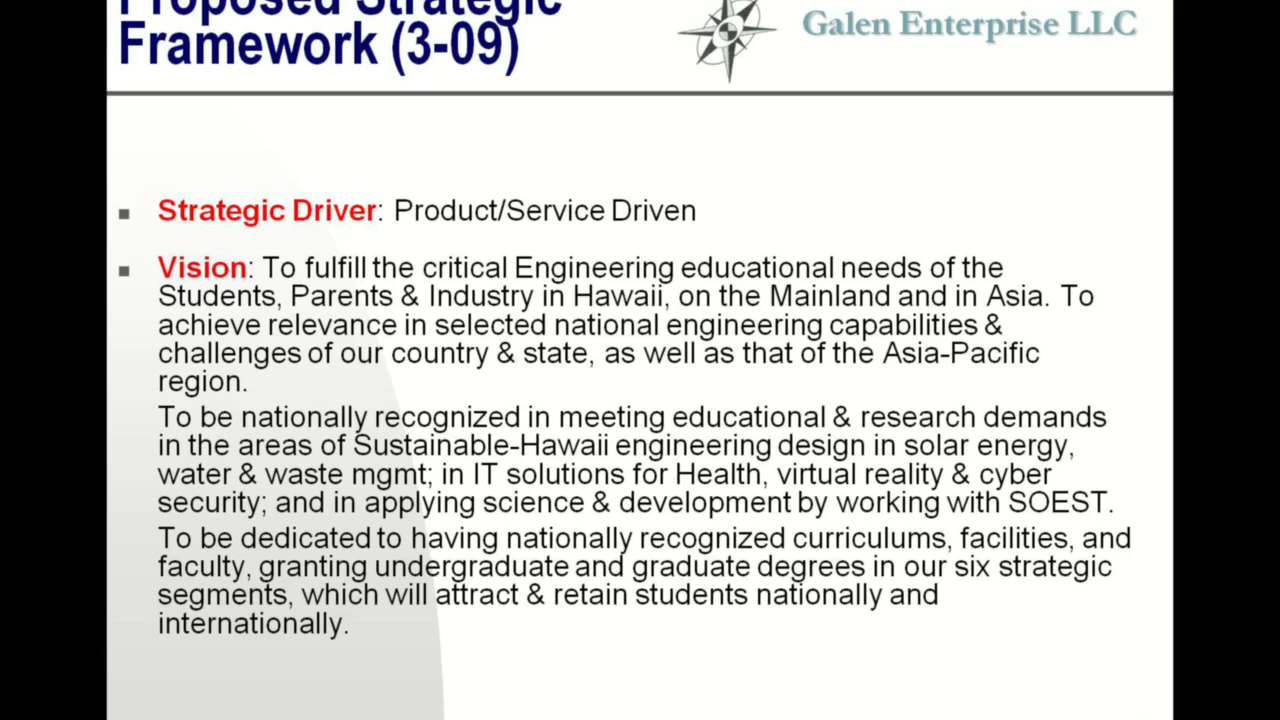 Proposed Strategic
Framework (3-09)
Galen Enterprise LLC
Strategic Driver: Product/Service Driven
Vision: To fulfill the critical Engineering educational needs of the
Students, Parents & Industry in Hawaii, on the Mainland and in Asia. To
achieve relevance in selected national engineering capabilities &
challenges of our country & state, as well as that of the Asia-Pacific
region.
To be nationally recognized in meeting educational & research demands
in the areas of Sustainable-Hawaii engineering design in solar energy,
water & waste mgmt; in IT solutions for Health, virtual reality & cyber
security; and in applying science & development by working with SOEST.
To be dedicated to having nationally recognized curriculums, facilities, and
faculty, granting undergraduate and graduate degrees in our six strategic
segments, which will attract & retain students nationally and
internationally.